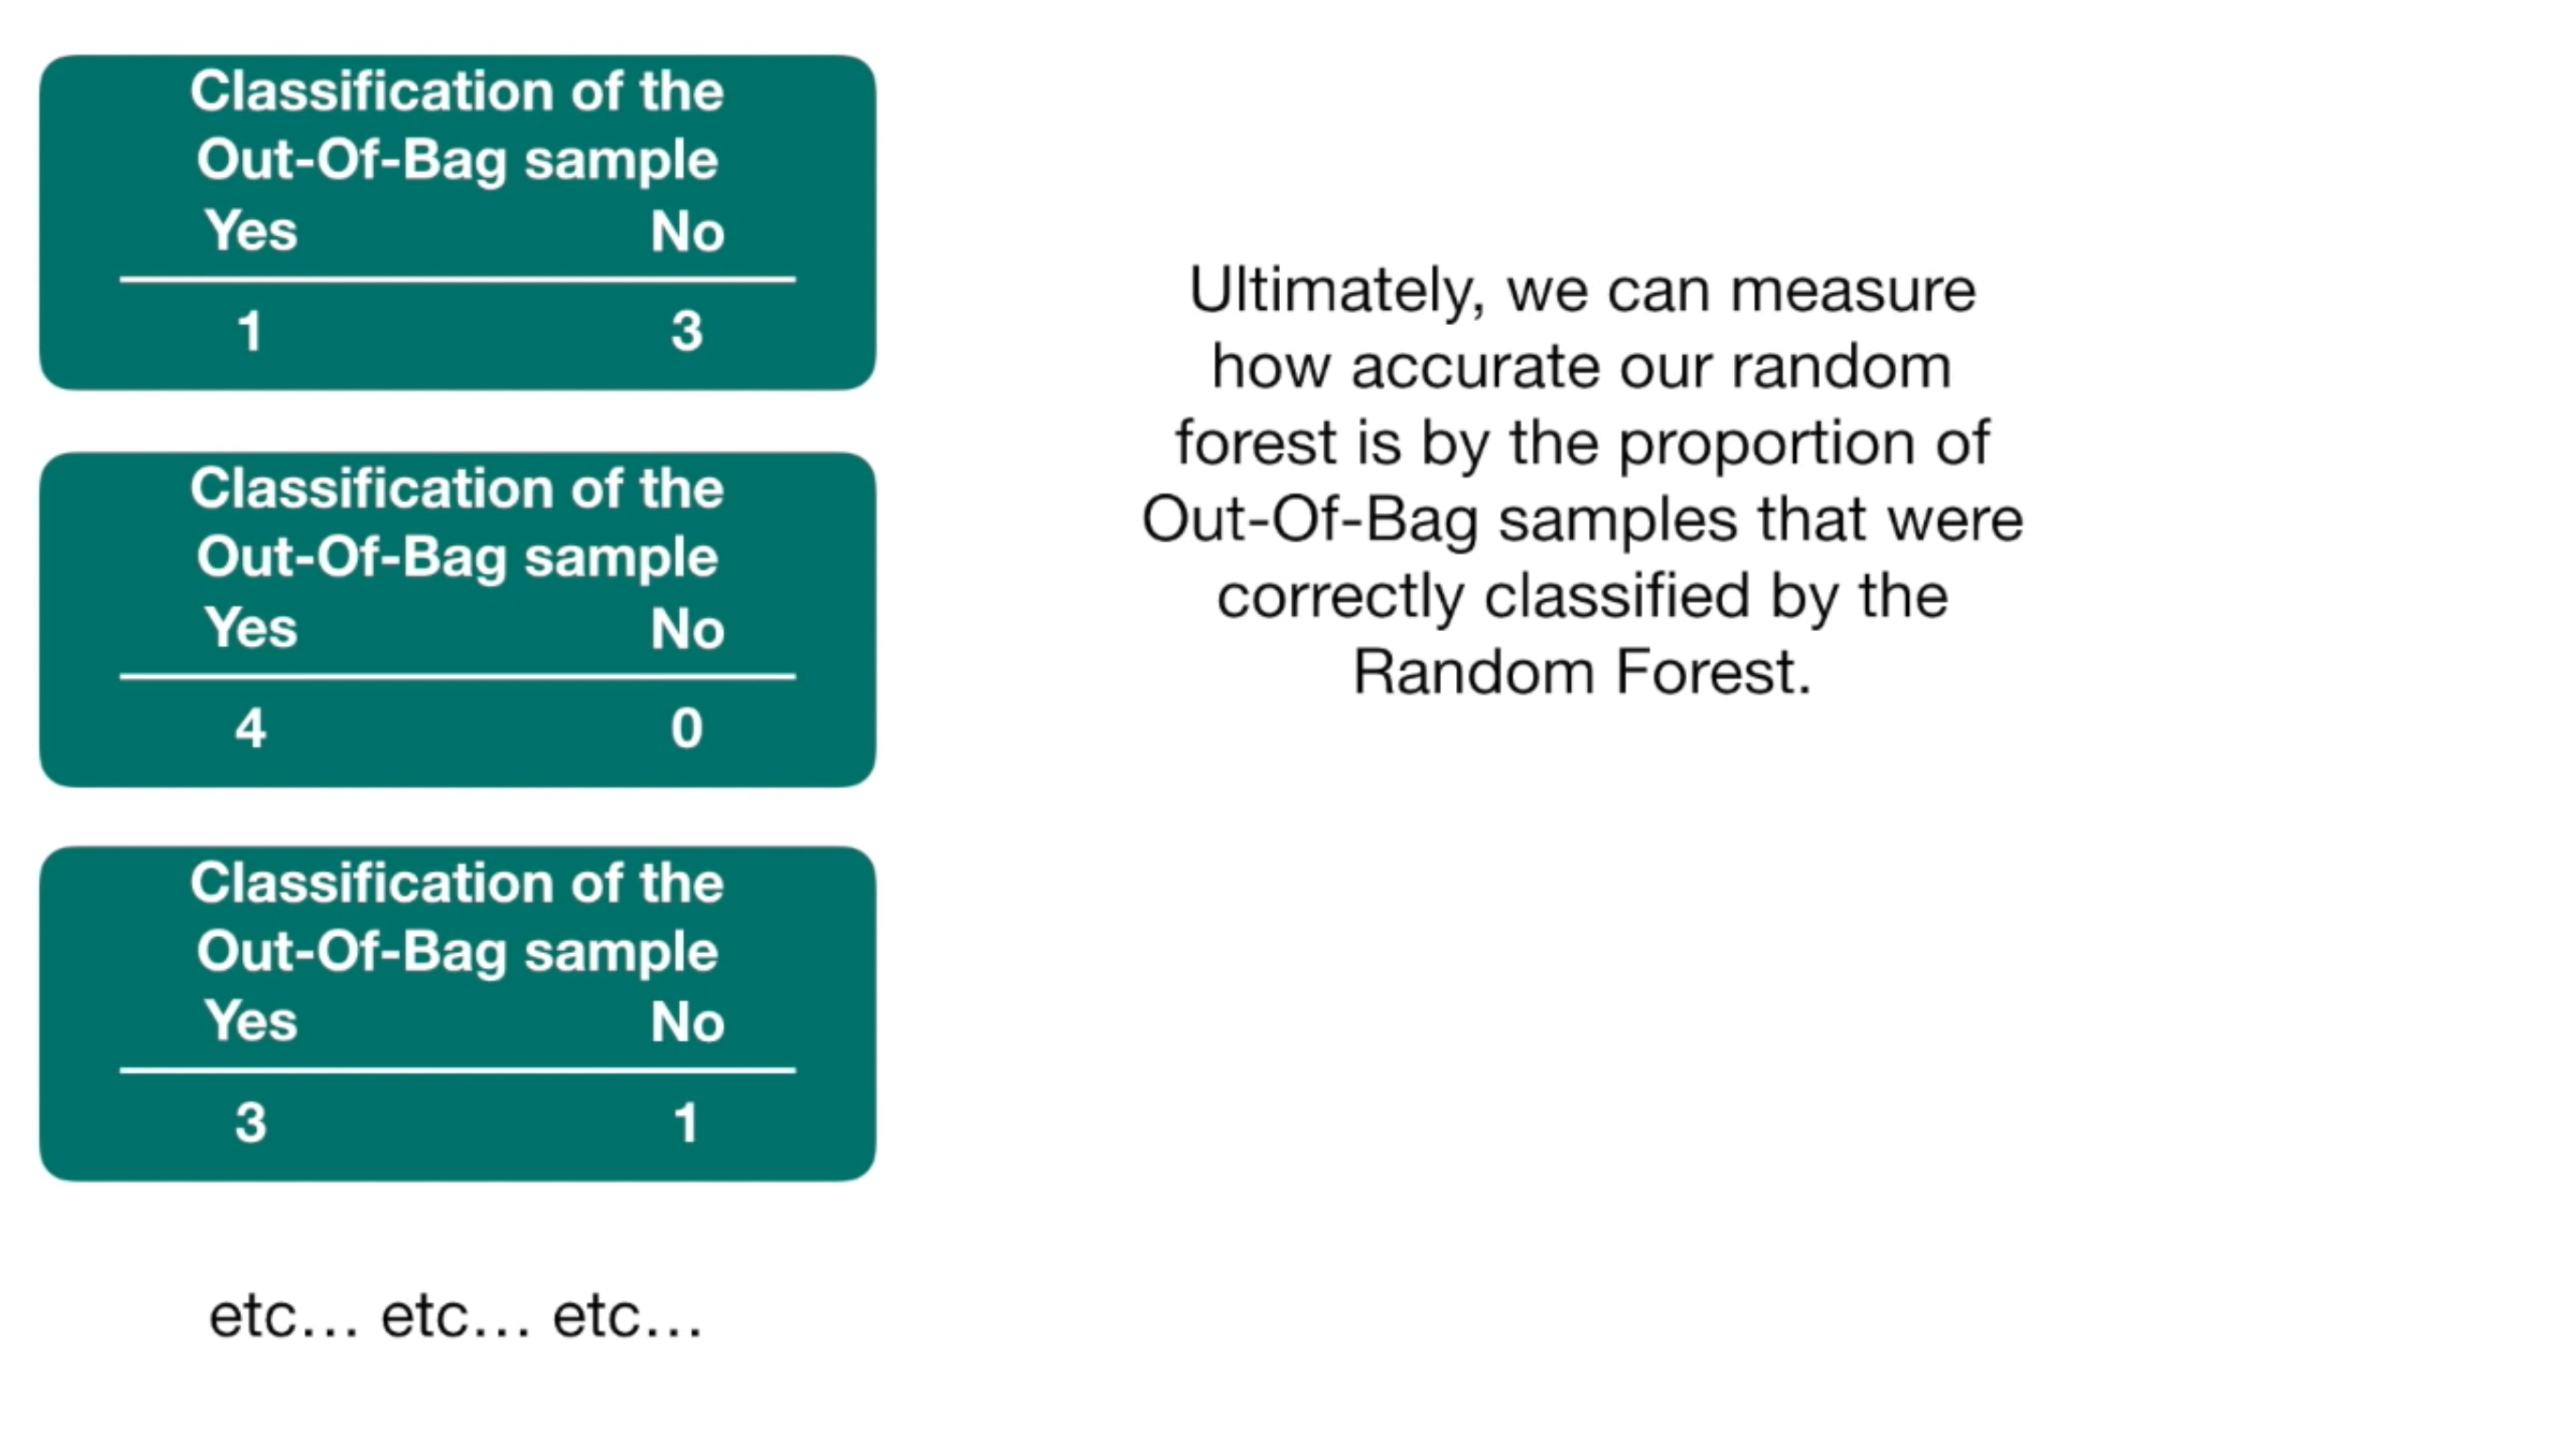 Classification of the
Out-Of-Bag sample
Yes No
1 3
Classification of the
Out-Of-Bag sample
Yes No
4 0
Classification of the
Out-Of-Bag sample
Yes No
3 1
etc… etc… etc…
Ultimately, we can measure
how accurate our random
forest is by the proportion of
Out-Of-Bag samples that were
correctly classified by the
Random Forest.